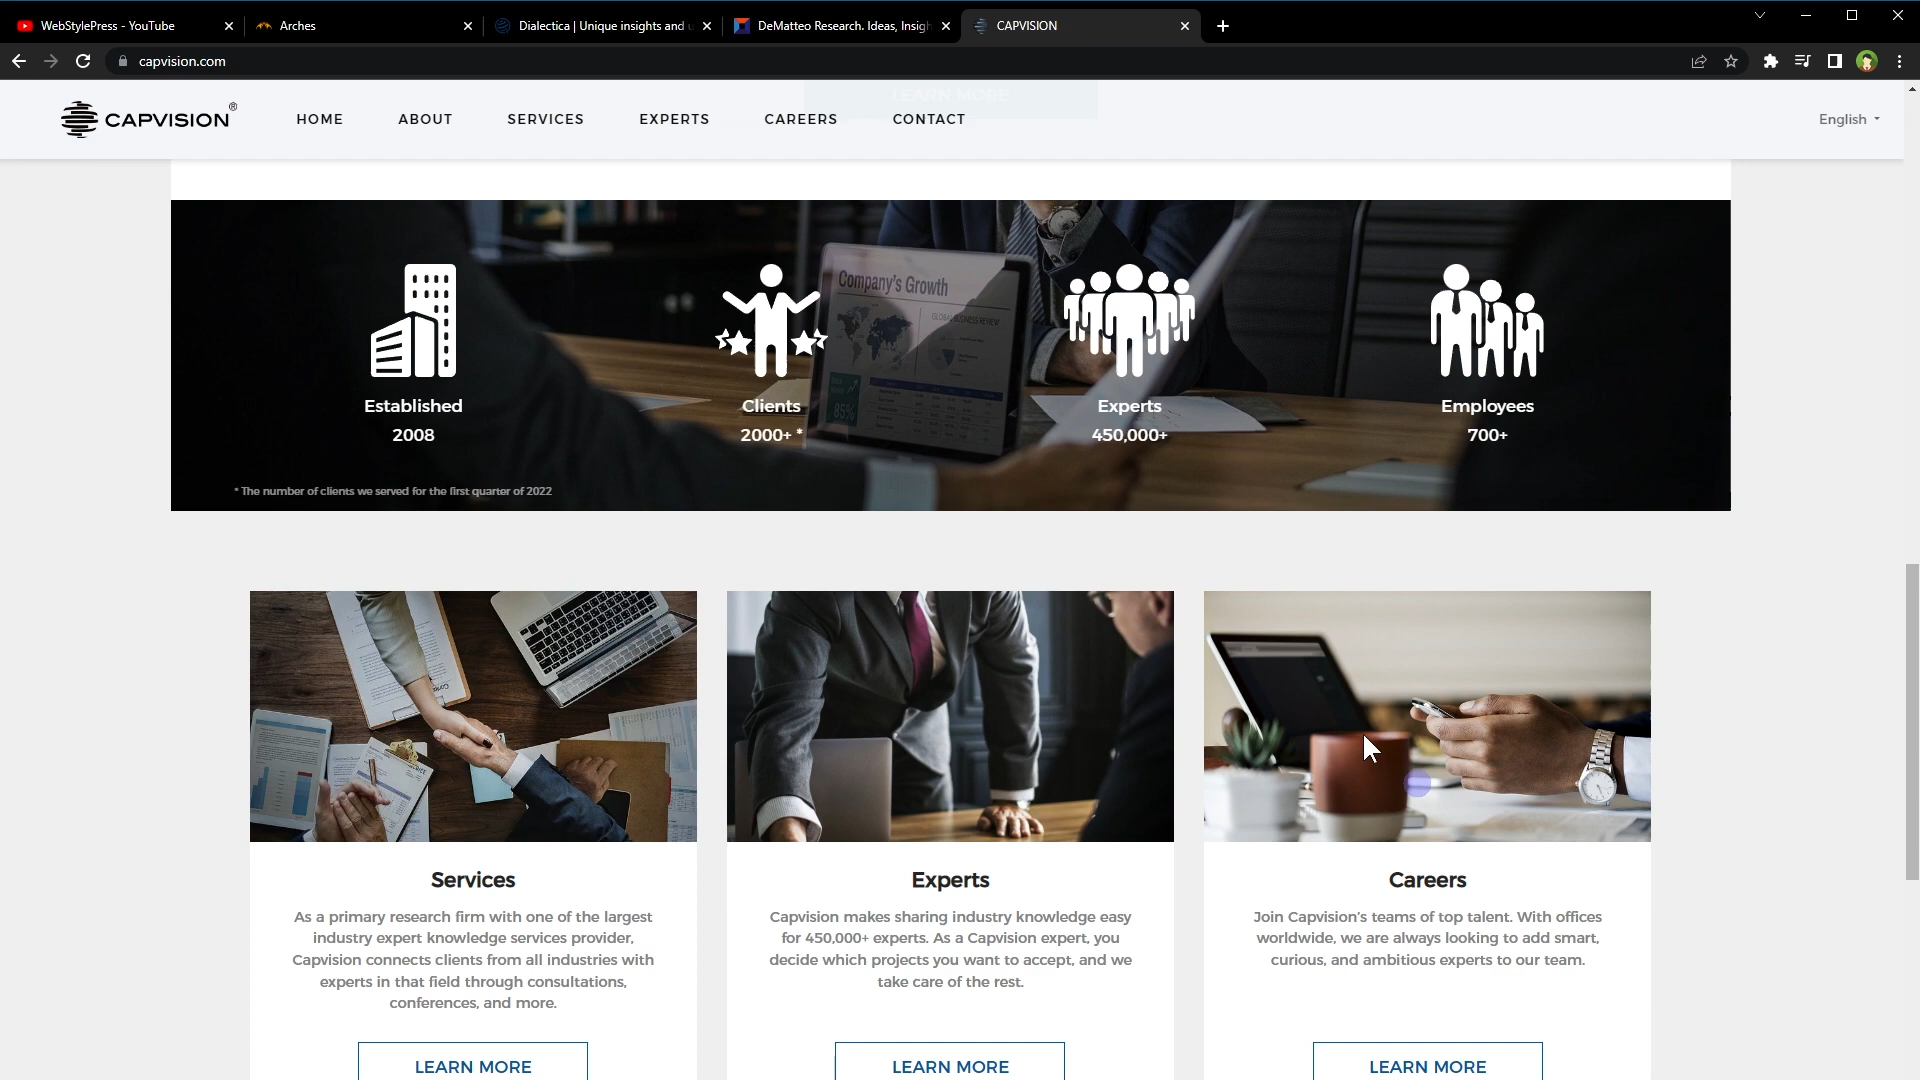 WebStylePress - YouTube
Arches
Dialectica | Unique insights and u
DeMatteo Research. Ideas, Insigh
CAPVISION
capvision.com
LEARN MORE
CAPVISION®
HOME
ABOUT
SERVICES
EXPERTS
CAREERS
CONTACT
English
Company's Growth
GLOBAL BUSINESS REVIEW
85%
Established
2008
Clients
2000+ *
Experts
450,000+
Employees
700+
* The number of clients we served for the first quarter of 2022
Services
As a primary research firm with one of the largest
industry expert knowledge services provider,
Capvision connects clients from all industries with
experts in that field through consultations,
conferences, and more.
LEARN MORE
Experts
Capvision makes sharing industry knowledge easy
for 450,000+ experts. As a Capvision expert, you
decide which projects you want to accept, and we
take care of the rest.
LEARN MORE
Careers
Join Capvision's teams of top talent. With offices
worldwide, we are always looking to add smart,
curious, and ambitious experts to our team.
LEARN MORE